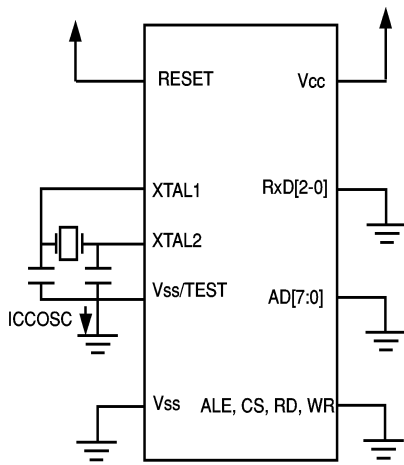 RESET
Vcc
XTAL1
RxD[2-0]
XTAL2
Vss/TEST
AD[7:0]
ICCOSC
Vss
ALE, CS, RD, WR